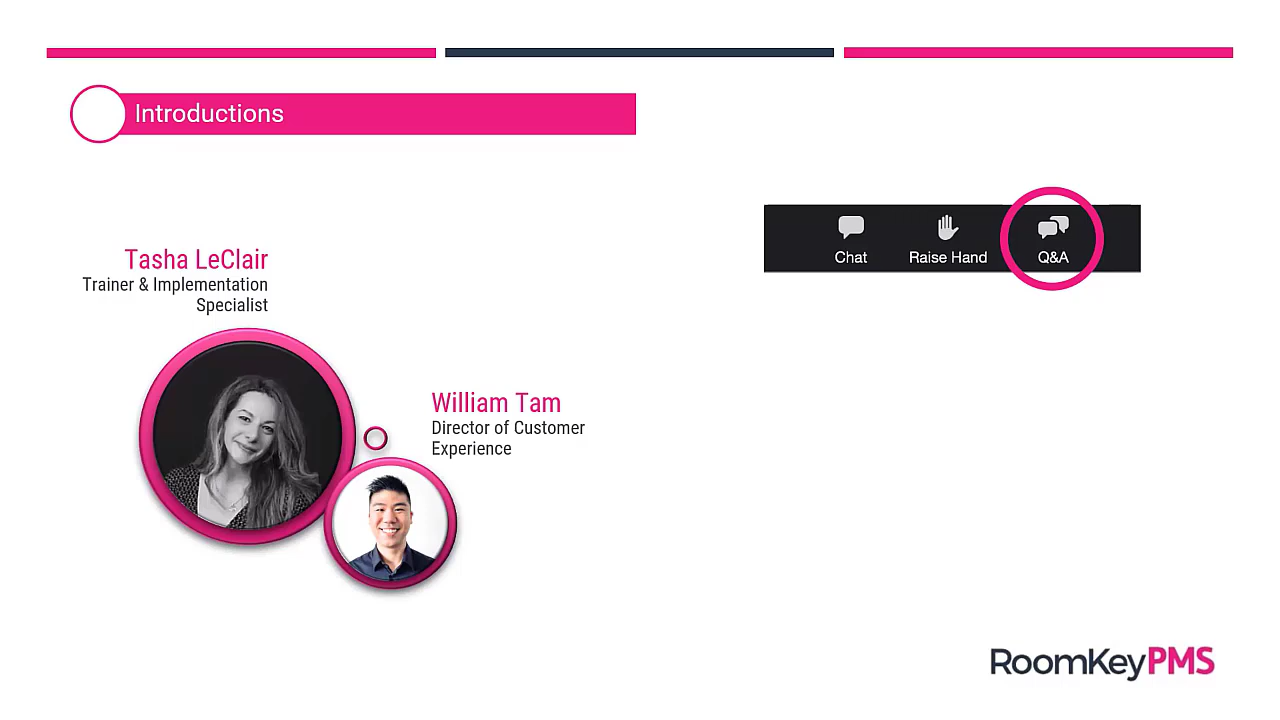 Introductions
Tasha LeClair
Trainer & Implementation
Specialist
William Tam
Director of Customer
Experience
Chat
Raise Hand
Q&A
RoomKeyPMS